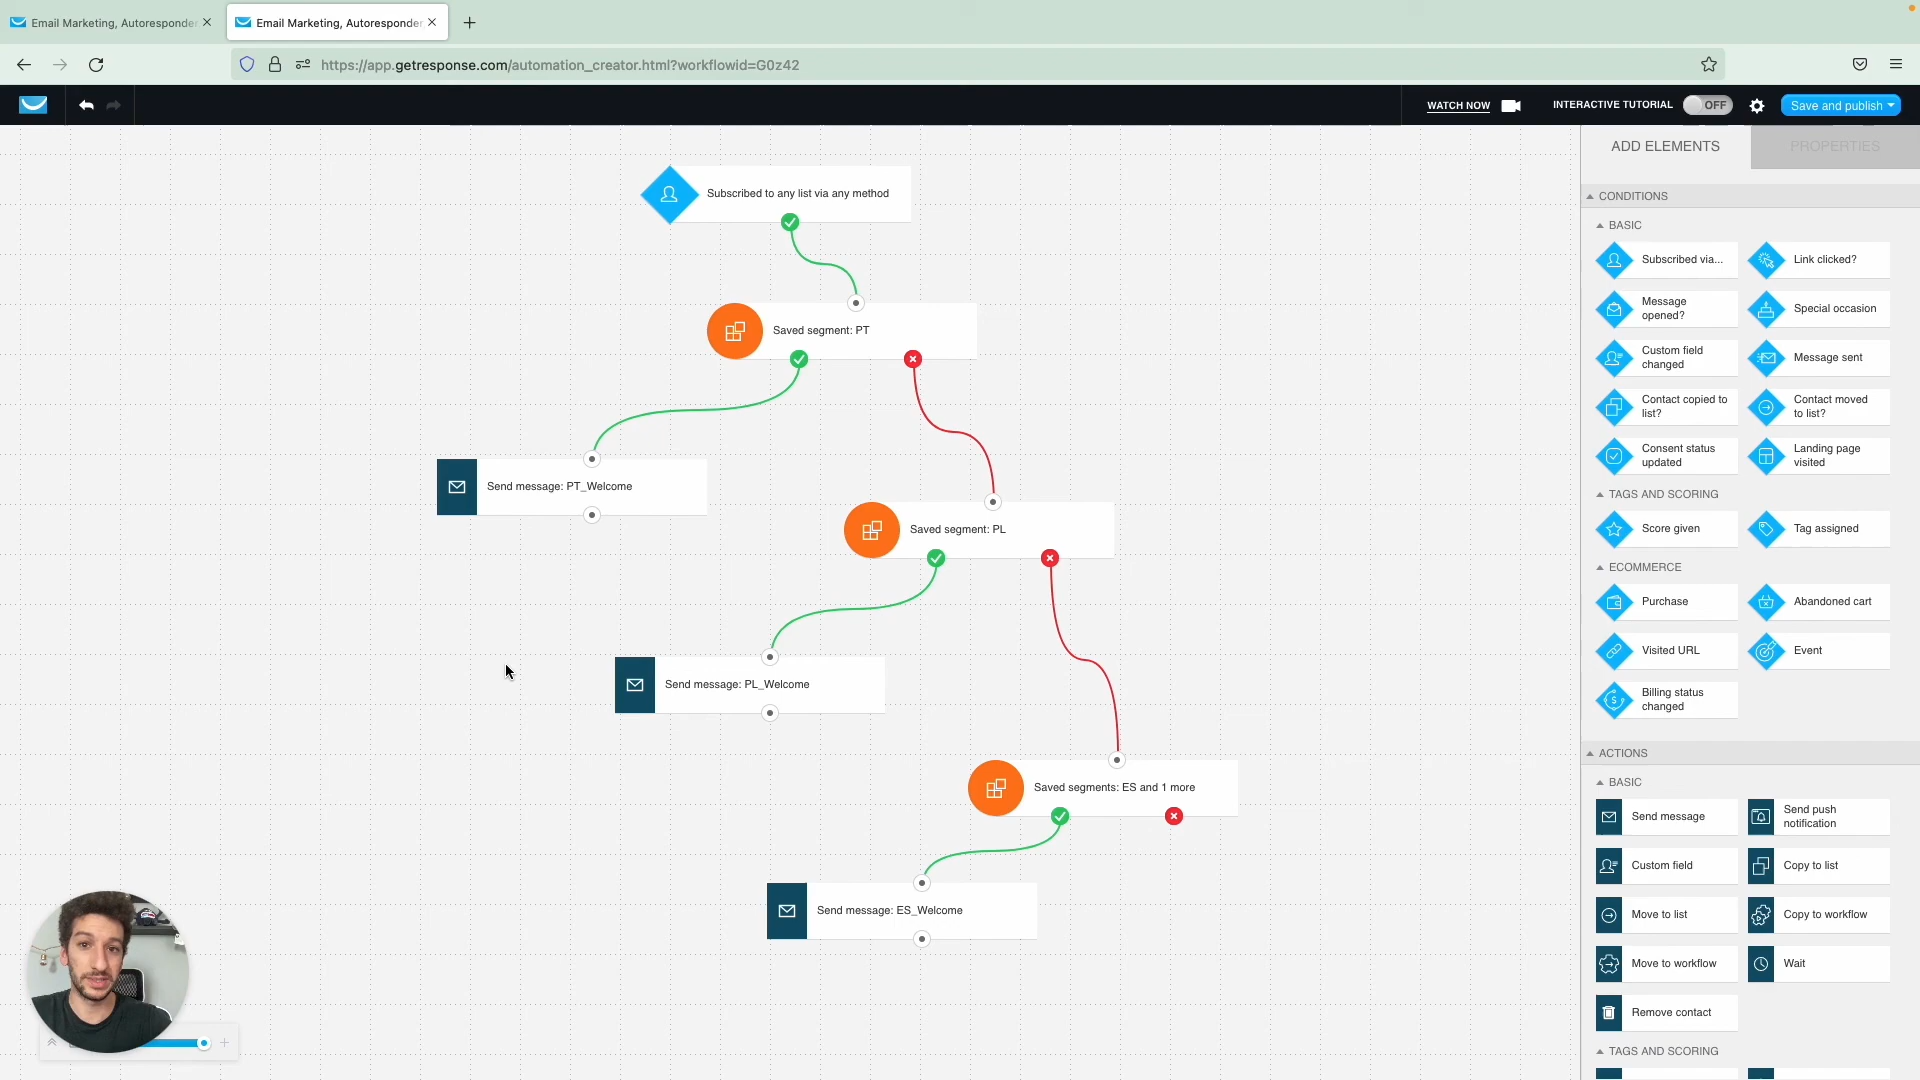 Email Marketing, Autoresponde
Email Marketing, Autoresponder
https://app.getresponse.com/automation_creator.html?workflowid=G0z42
WATCH NOW
INTERACTIVE TUTORIAL
OFF
Save and publish
ADD ELEMENTS
PROPERTIES
Subscribed to any list via any method
Saved segment: PT
Send message: PT_Welcome
Saved segment: PL
Send message: PL_Welcome
Saved segments: ES and 1 more
Send message: ES_Welcome
CONDITIONS
BASIC
Subscribed via...
Link clicked?
Message
opened?
Special occasion
Custom field
changed
Message sent
Contact copied to
list?
Contact moved
to list?
Consent status
updated
Landing page
visited
TAGS AND SCORING
Score given
Tag assigned
ECOMMERCE
Purchase
Abandoned cart
Visited URL
Event
Billing status
changed
ACTIONS
BASIC
Send message
Send push
notification
Custom field
Copy to list
Move to list
Copy to workflow
Move to workflow
Wait
Remove contact
TAGS AND SCORING